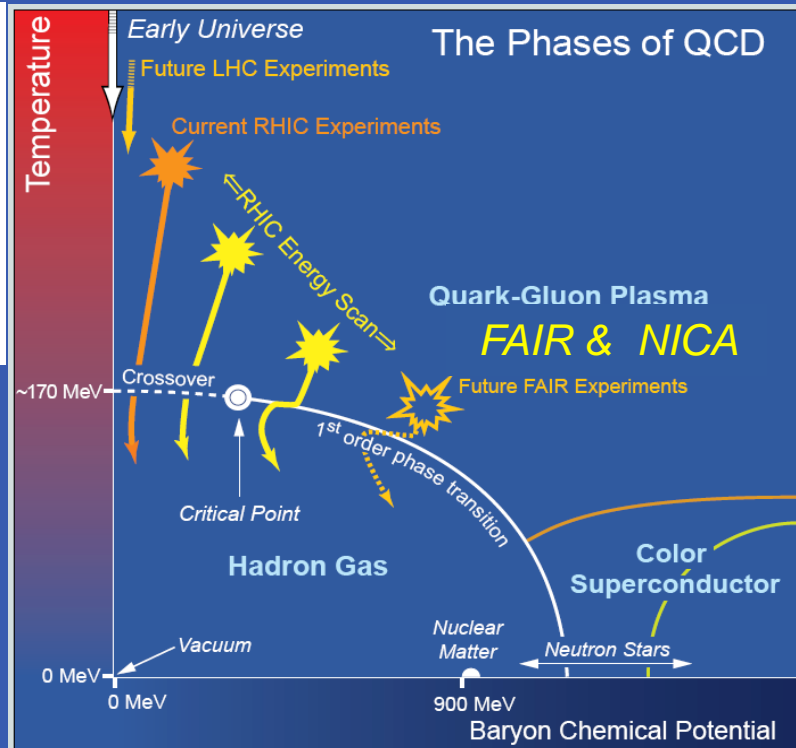 Early Universe
The Phases of QCD
Temperature
Future LHC Experiments
Current RHIC Experiments
⇐RHIC Energy Scan⇒
Quark-Gluon Plasma
FAIR & NICA
Future FAIR Experiments
Crossover
~170 MeV
1st order phase transition
Critical Point
Hadron Gas
Color
Superconductor
Vacuum
Nuclear
Matter
Neutron Stars
0 MeV
0 MeV
900 MeV
Baryon Chemical Potential